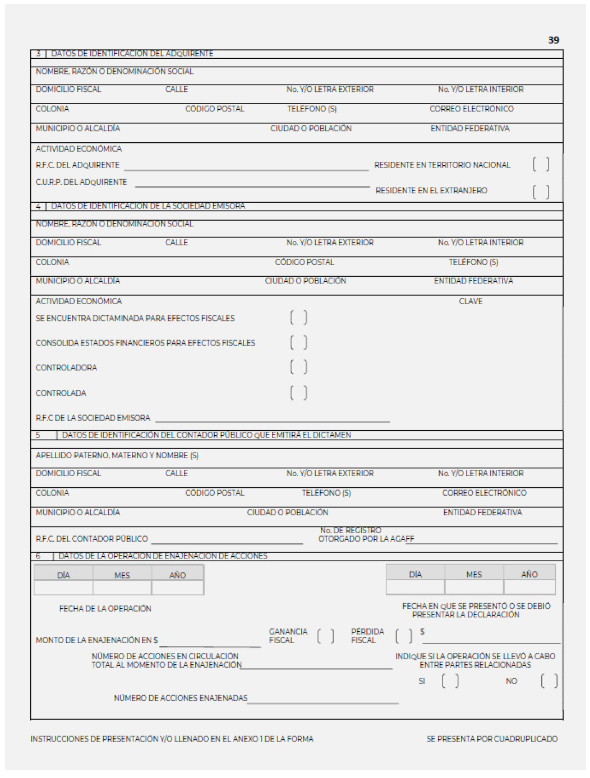 39
3 | DATOS DE IDENTIFICACIÓN DEL ADQUIRENTE
NOMBRE, RAZÓN O DENOMINACIÓN SOCIAL
DOMICILIO FISCAL CALLE No. Y/O LETRA EXTERIOR No. Y/O LETRA INTERIOR
COLONIA CÓDIGO POSTAL TELÉFONO (S) CORREO ELECTRÓNICO
MUNICIPIO O ALCALDÍA CIUDAD O POBLACIÓN ENTIDAD FEDERATIVA
ACTIVIDAD ECONÓMICA
R.F.C. DEL ADQUIRENTE RESIDENTE EN TERRITORIO NACIONAL ( )
C.U.R.P. DEL ADQUIRENTE
RESIDENTE EN EL EXTRANJERO ( )
4 | DATOS DE IDENTIFICACIÓN DE LA SOCIEDAD EMISORA
NOMBRE, RAZÓN O DENOMINACIÓN SOCIAL
DOMICILIO FISCAL CALLE No. Y/O LETRA EXTERIOR No. Y/O LETRA INTERIOR
COLONIA CÓDIGO POSTAL TELÉFONO (S)
MUNICIPIO O ALCALDÍA CIUDAD O POBLACIÓN ENTIDAD FEDERATIVA
ACTIVIDAD ECONÓMICA CLAVE
SE ENCUENTRA DICTAMINADA PARA EFECTOS FISCALES ( )
CONSOLIDA ESTADOS FINANCIEROS PARA EFECTOS FISCALES ( )
CONTROLADORA ( )
CONTROLADA ( )
R.F.C DE LA SOCIEDAD EMISORA
5 | DATOS DE IDENTIFICACIÓN DEL CONTADOR PÚBLICO QUE EMITIRÁ EL DICTAMEN
APELLIDO PATERNO, MATERNO Y NOMBRE (S)
DOMICILIO FISCAL CALLE No. Y/O LETRA EXTERIOR No. Y/O LETRA INTERIOR
COLONIA CÓDIGO POSTAL TELÉFONO (S) CORREO ELECTRÓNICO
MUNICIPIO O ALCALDÍA CIUDAD O POBLACIÓN ENTIDAD FEDERATIVA
No. DE REGISTRO
R.F.C. DEL CONTADOR PÚBLICO OTORGADO POR LA AGAFF
6 | DATOS DE LA OPERACIÓN DE ENAJENACIÓN DE ACCIONES
DÍA MES AÑO DÍA MES AÑO
FECHA DE LA OPERACIÓN FECHA EN QUE SE PRESENTÓ O SE DEBIÓ
PRESENTAR LA DECLARACIÓN
MONTO DE LA ENAJENACIÓN EN $ GANANCIA FISCAL ( ) PÉRDIDA FISCAL ( ) $
NÚMERO DE ACCIONES EN CIRCULACIÓN INDIQUE SI LA OPERACIÓN SE LLEVÓ A CABO
TOTAL AL MOMENTO DE LA ENAJENACIÓN ENTRE PARTES RELACIONADAS
SI ( ) NO ( )
NÚMERO DE ACCIONES ENAJENADAS
INSTRUCCIONES DE PRESENTACIÓN Y/O LLENADO EN EL ANEXO 1 DE LA FORMA SE PRESENTA POR CUADRUPLICADO